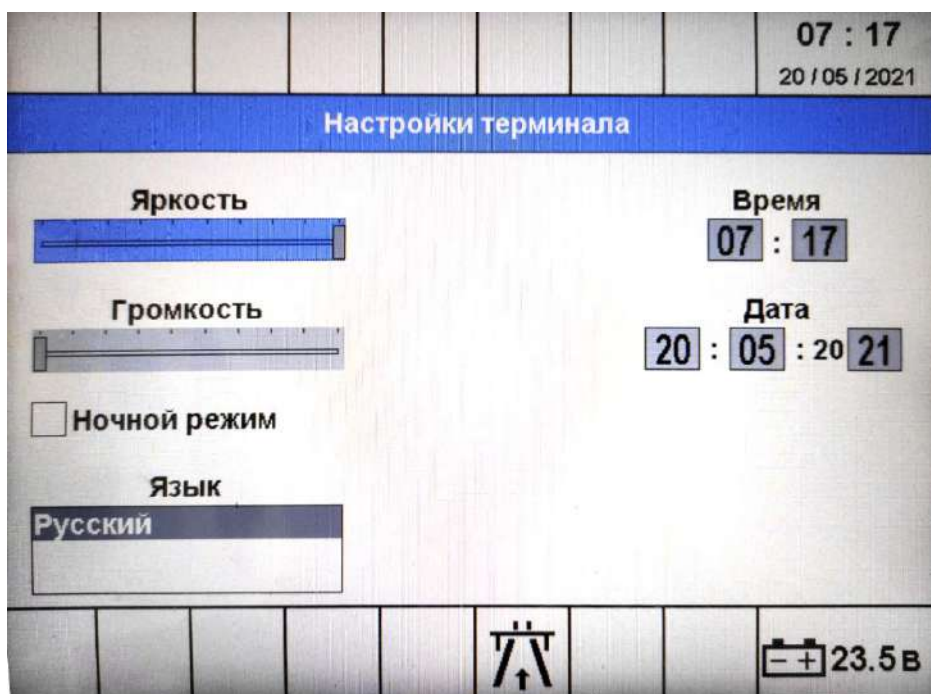 07 : 17
20 / 05 / 2021
Настройки терминала
Яркость
Время
07 : 17
Громкость
Дата
20 : 05 : 20 21
Ночной режим
Язык
Русский
- + 23.5 В